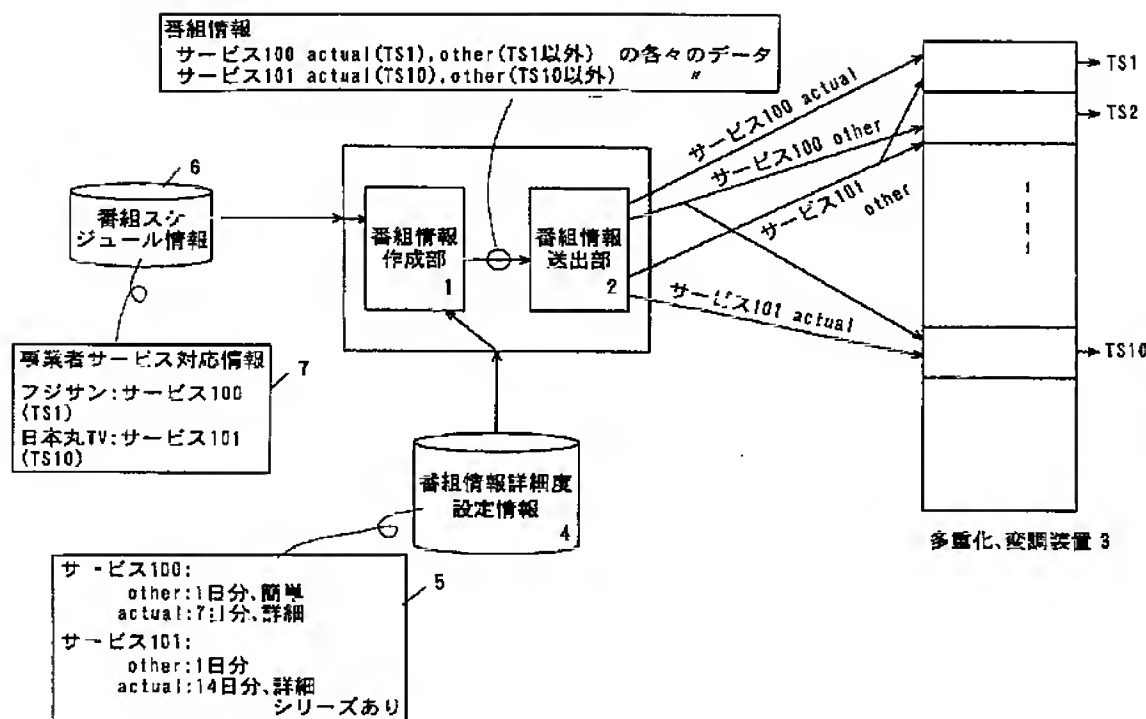 番組情報
サービス100 actual(TS1),other(TS1以外) の各々のデータ
サービス101 actual(TS10),other(TS10以外) 〃
6
番組スケジュール情報
番組情報
作成部
1
番組情報
送出部
2
サービス100 actual
サービス100 other
サービス101
other
サービス101 actual
TS1
TS2
TS10
多重化、変調装置 3
事業者サービス対応情報
7
フジサン:サービス100
(TS1)
日本丸TV:サービス101
(TS10)
番組情報詳細度
設定情報
4
5
サービス100:
other:1日分、簡単
actual:7日分、詳細
サービス101:
other:1日分
actual:14日分、詳細
シリーズあり